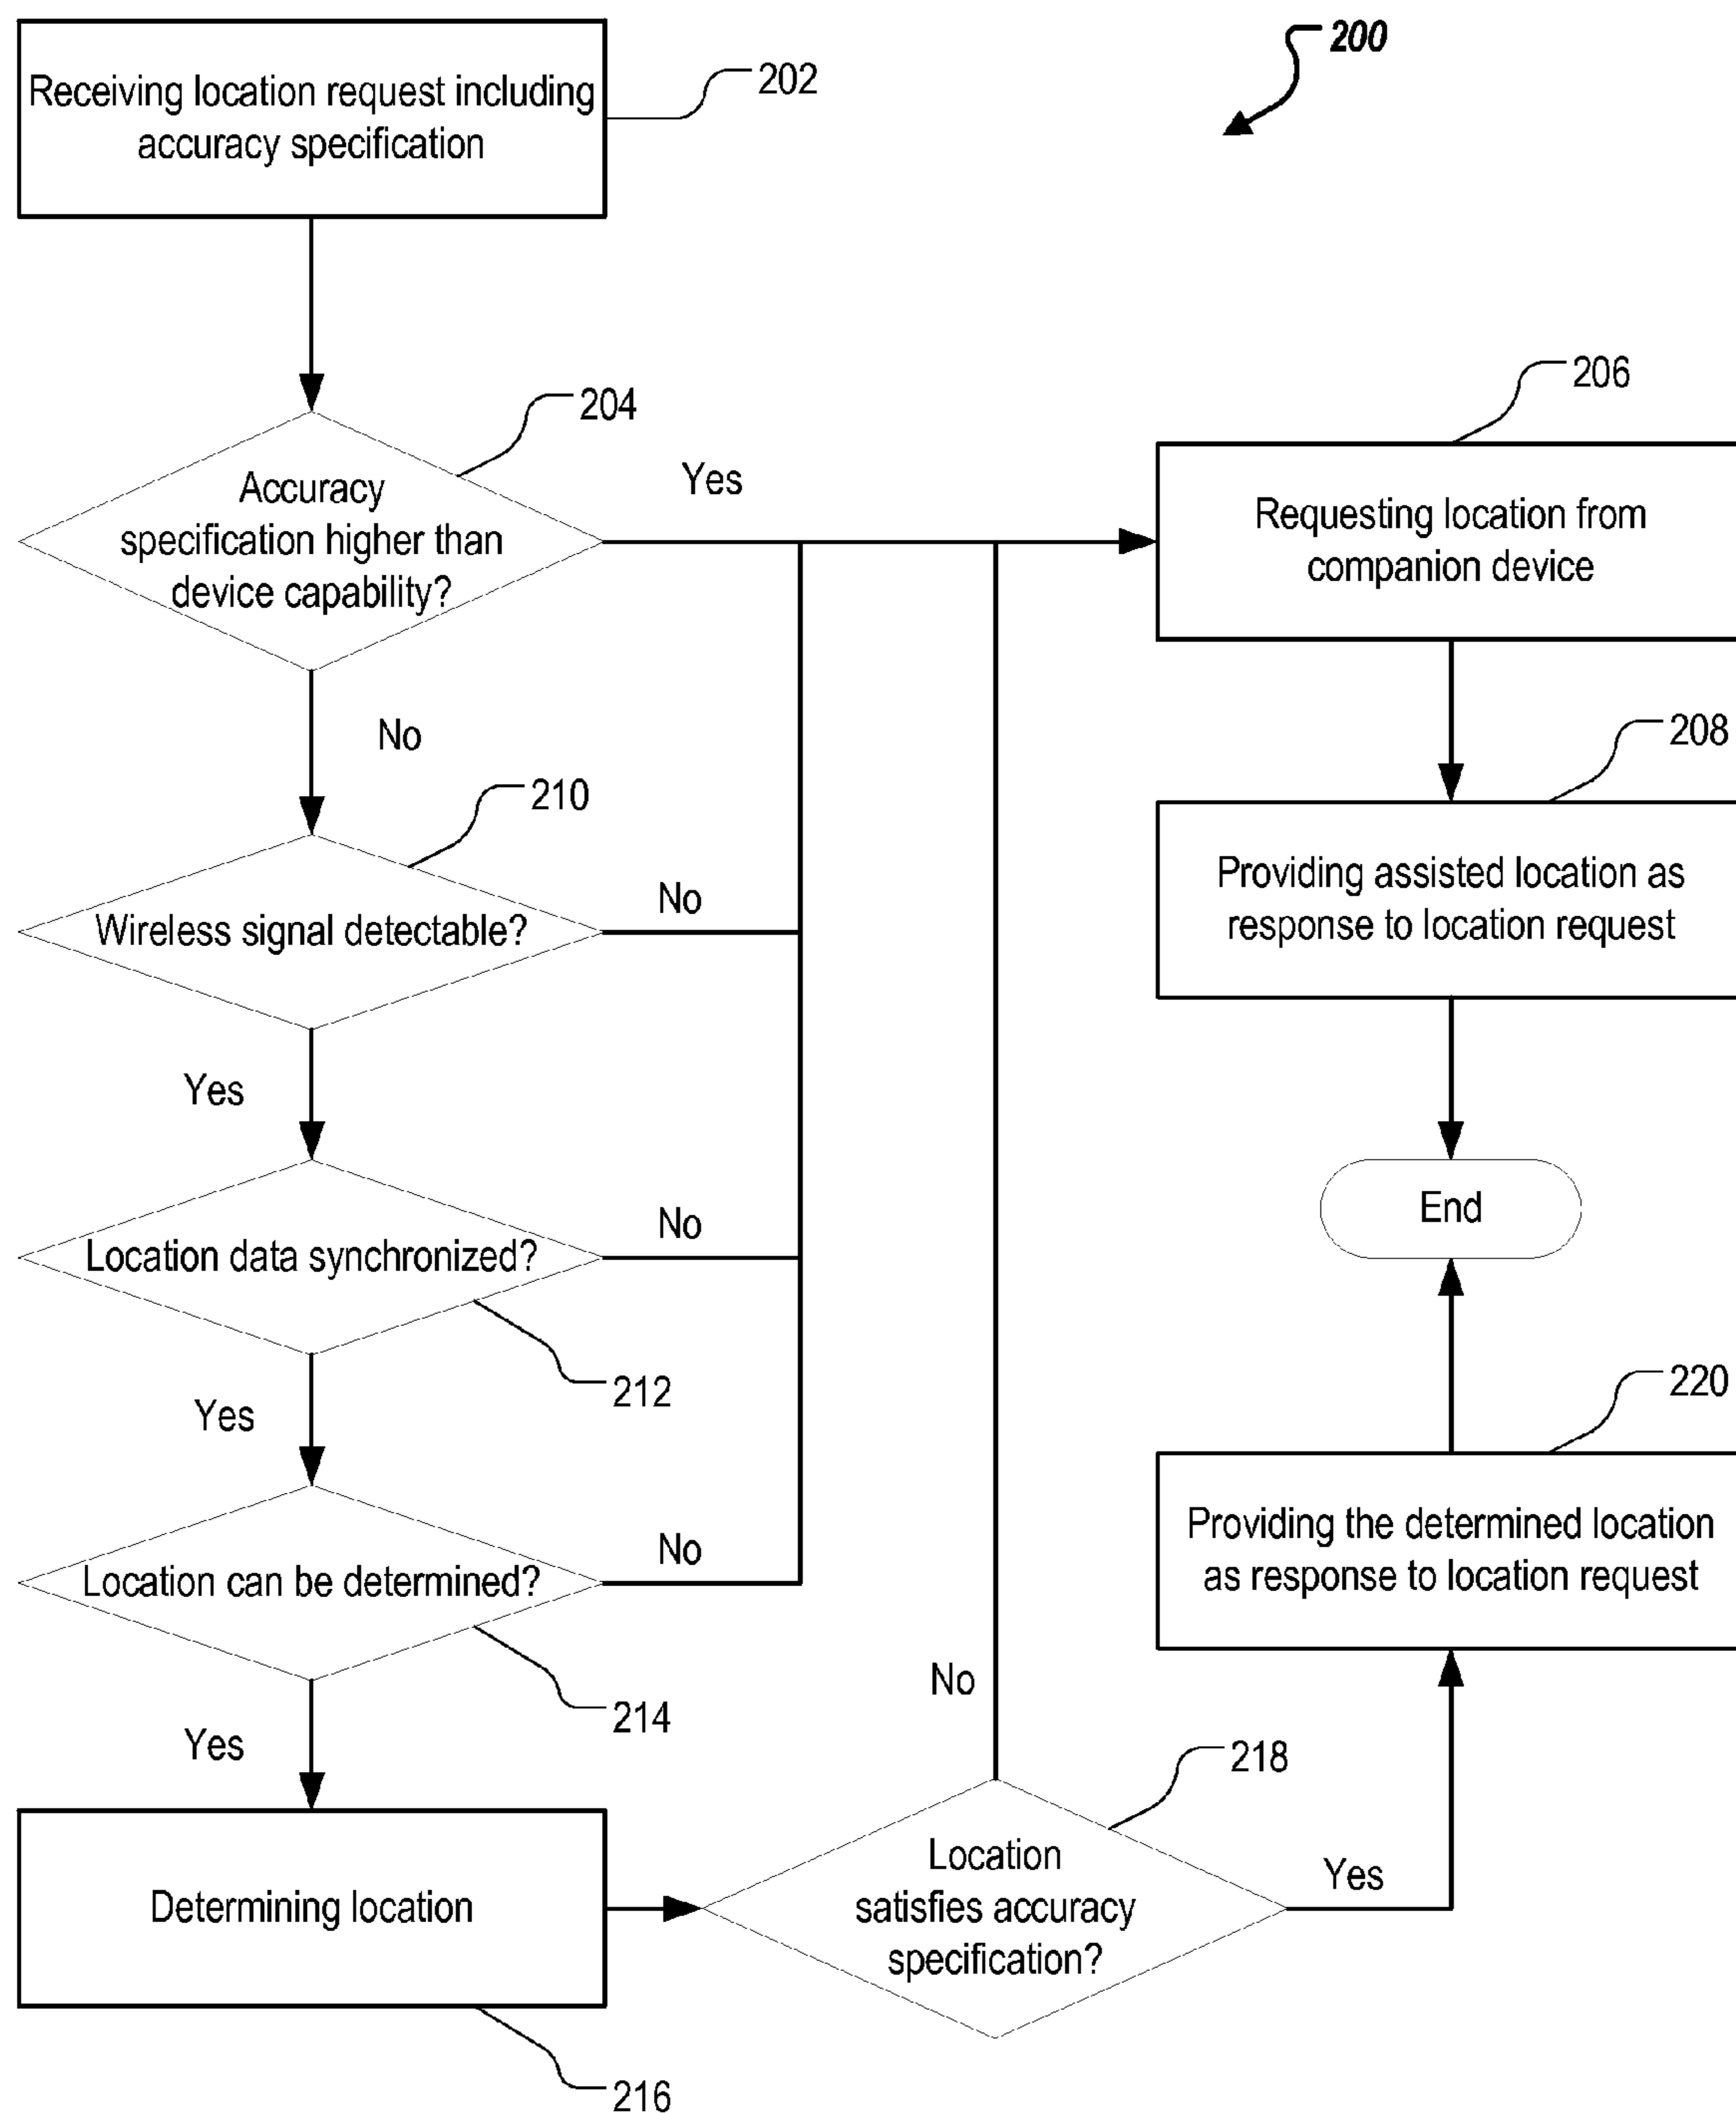 200
Receiving location request including
accuracy specification
202
204
Accuracy
specification higher than
device capability?
Yes
No
206
Requesting location from
companion device
208
Providing assisted location as
response to location request
210
Wireless signal detectable?
No
Yes
End
Location data synchronized?
No
212
Yes
220
Providing the determined location
as response to location request
Location can be determined?
No
214
Yes
No
218
Determining location
216
Location
satisfies accuracy
specification?
Yes